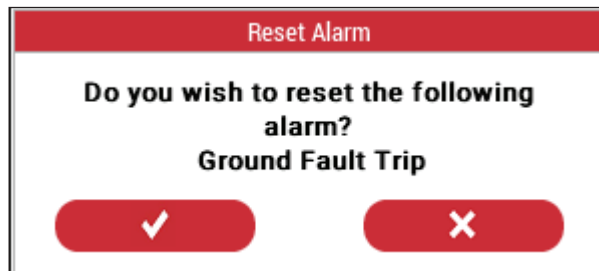 Reset Alarm
Do you wish to reset the following
alarm?
Ground Fault Trip